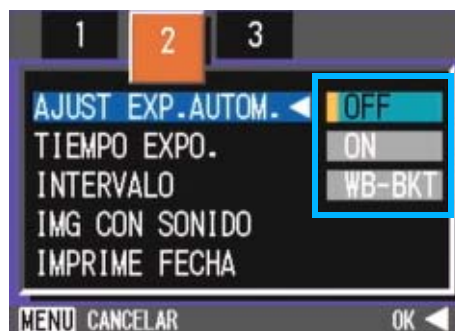 1 2 3
AJUST EXP.AUTOM. OFF
TIEMPO EXPO. ON
INTERVALO WB-BKT
IMG CON SONIDO
IMPRIME FECHA
MENU CANCELAR OK